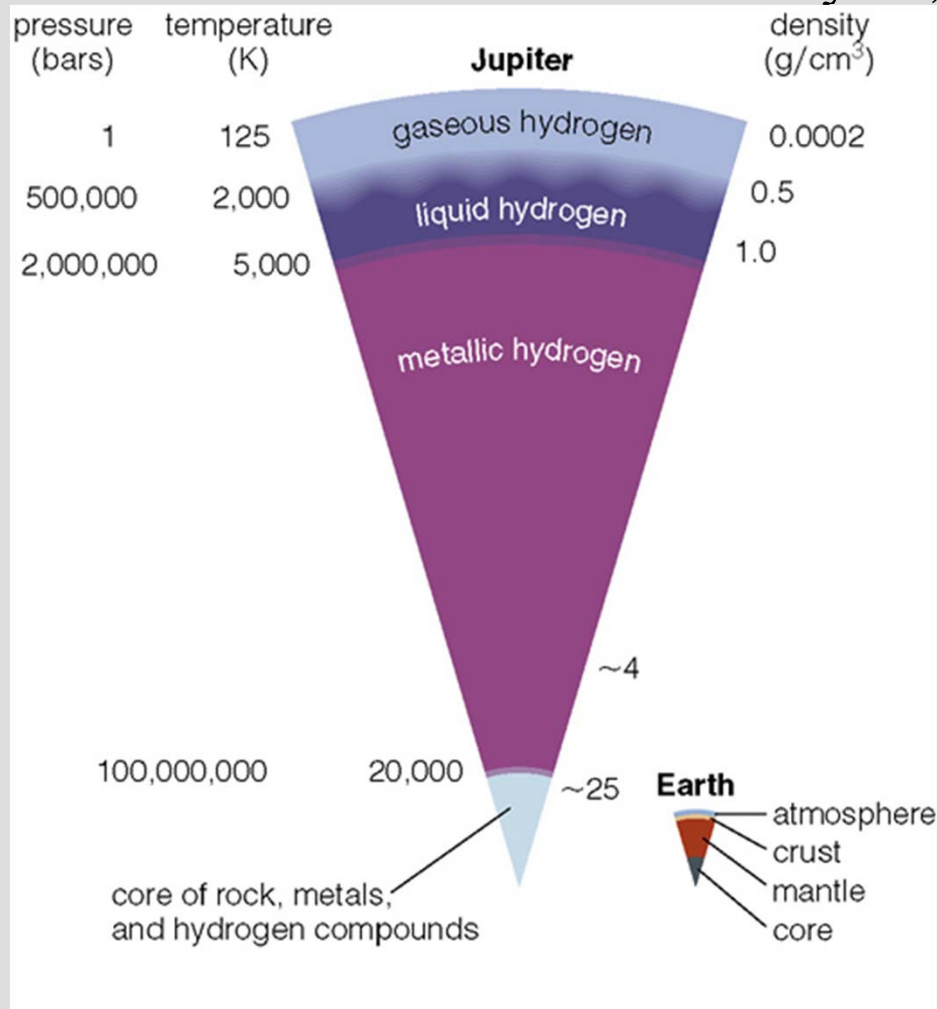 pressure temperature density
(bars) (K) Jupiter (g/cm³)
gaseous hydrogen
1 125 0.0002
500,000 2,000 0.5
liquid hydrogen
2,000,000 5,000 1.0
metallic hydrogen
~4
100,000,000 20,000 ~25 Earth
atmosphere
crust
mantle
core
core of rock, metals,
and hydrogen compounds